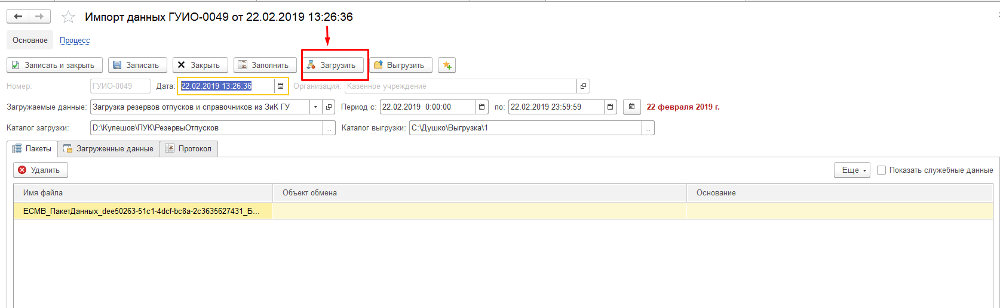 Импорт данных ГУИО-0049 от 22.02.2019 13:26:36
Основное Процесс
Записать и закрыть Записать Закрыть Заполнить Загрузить Выгрузить
Номер: ГУИО-0049 Дата: 22.02.2019 13:26:36 Организация: Казенное учреждение
Загружаемые данные: Загрузка резервов отпусков и справочников из ЗиК ГУ Период с: 22.02.2019 0:00:00 по: 22.02.2019 23:59:59 22 февраля 2019 г.
Каталог загрузки: D:\Кулешов\ПУК\РезервыОтпусков ... Каталог выгрузки: C:\Душко\Выгрузка\1 ...
Пакеты Загруженные данные Протокол
Удалить Еще Показать служебные данные
Имя файла Объект обмена Основание
ЕСМВ_ПакетДанных_dee50263-51c1-4dcf-bc8a-2c3635627431_Б...